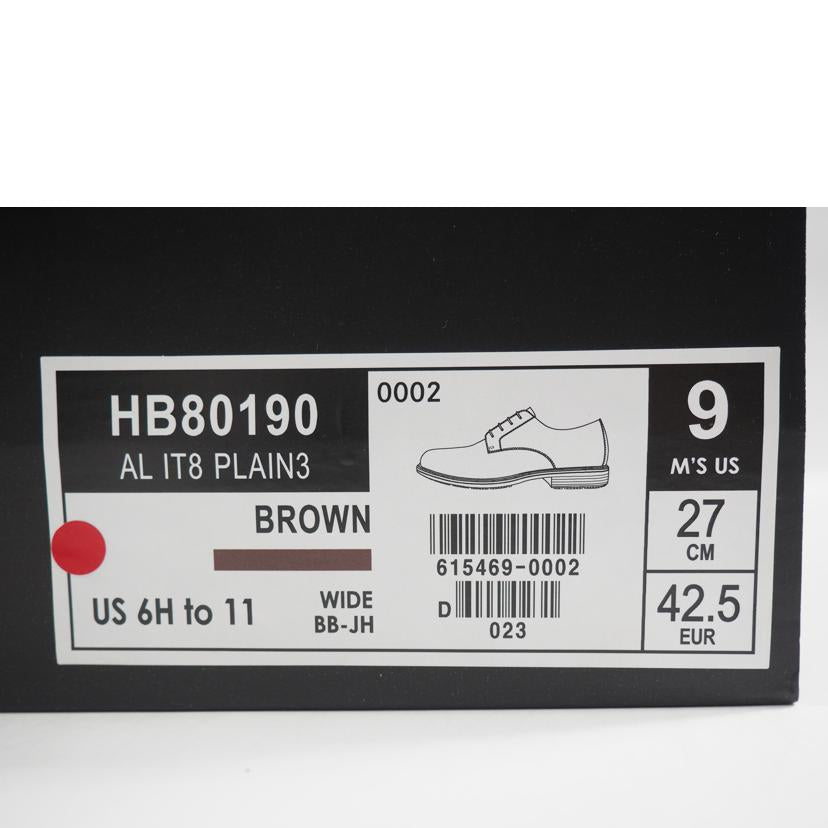 HB80190
AL IT8 PLAIN3
BROWN
US 6H to 11
WIDE
BB-JH
0002
615469-0002
D
023
9
M'S US
27
CM
42.5
EUR